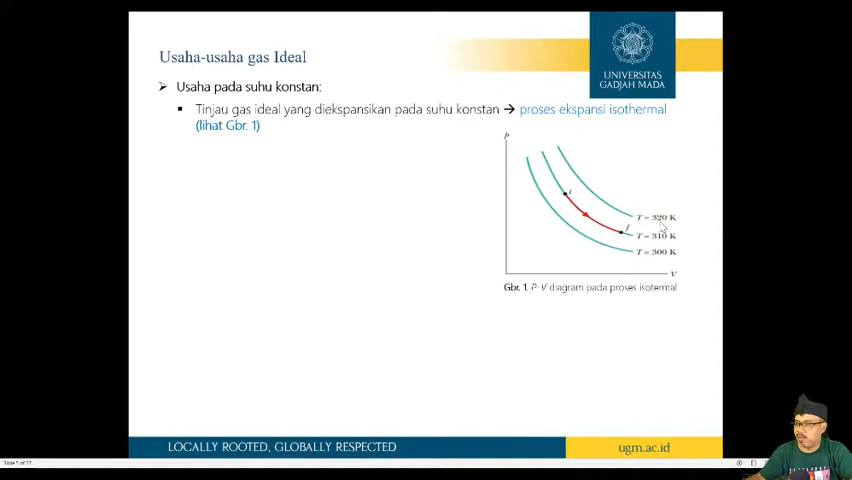 Usaha-usaha gas Ideal
UNIVERSITAS
GADJAH MADA
➢ Usaha pada suhu konstan:
▪ Tinjau gas ideal yang diekspansikan pada suhu konstan → proses ekspansi isothermal
(lihat Gbr. 1)
P
i
f
T = 320 K
T = 310 K
T = 300 K
V
Gbr. 1. P-V diagram pada proses isotermal
LOCALLY ROOTED, GLOBALLY RESPECTED
ugm.ac.id